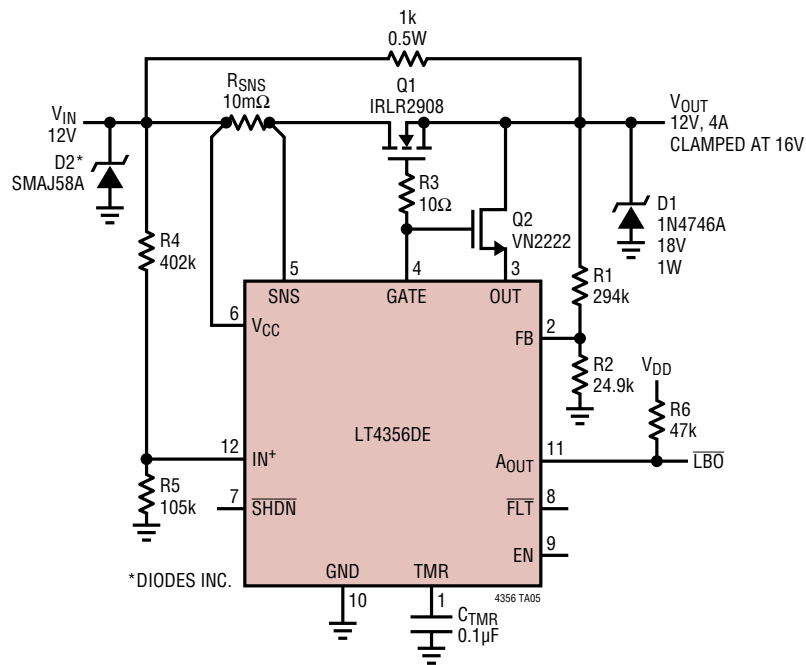 1k
0.5W
RSNS
10mΩ
Q1
IRLR2908
VIN
12V
VOUT
12V, 4A
CLAMPED AT 16V
D2*
SMAJ58A
R3
10Ω
Q2
VN2222
D1
1N4746A
18V
1W
R4
402k
5
4
3
SNS
GATE
OUT
R1
294k
6
VCC
FB
2
R2
24.9k
VDD
R6
47k
LT4356DE
12
IN+
AOUT
11
LBO
R5
105k
7
SHDN
FLT
8
EN
9
*DIODES INC.
GND
TMR
4356 TA05
10
1
CTMR
0.1µF